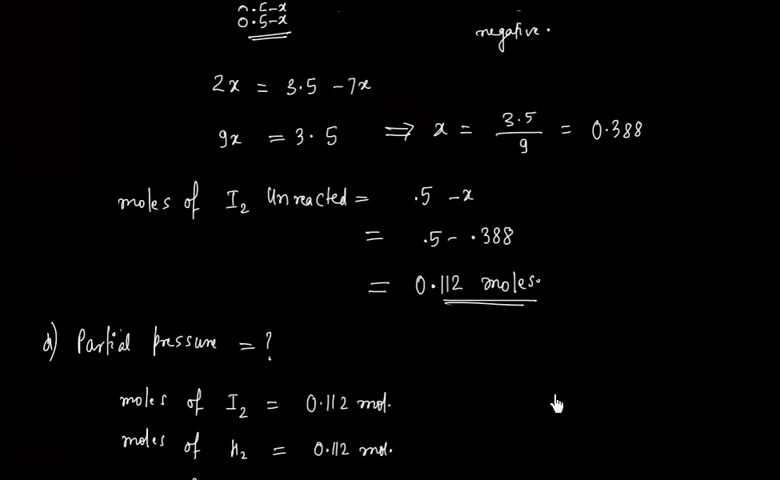 0.5-x
0.5-x
negative.
2x = 3.5 - 7x
9x = 3.5 ⟹ x = 3.5/9 = 0.388
moles of I₂ Unreacted = .5 - x
= .5 - .388
= 0.112 moles.
d) Partial pressure = ?
moles of I₂ = 0.112 mol.
moles of H₂ = 0.112 mol.